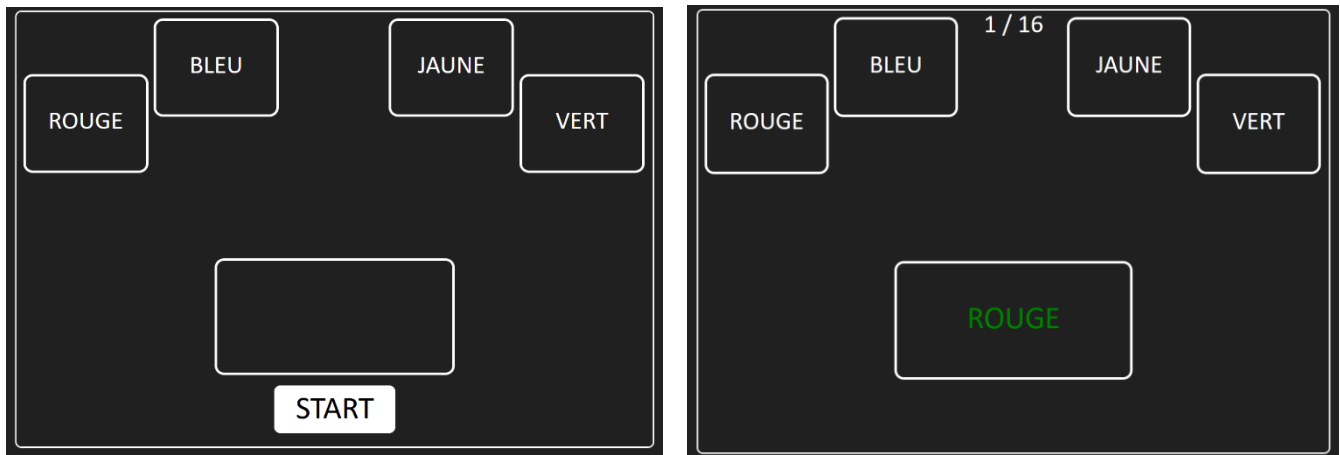 BLEU
JAUNE
ROUGE
VERT
START
1 / 16
BLEU
JAUNE
ROUGE
VERT
ROUGE